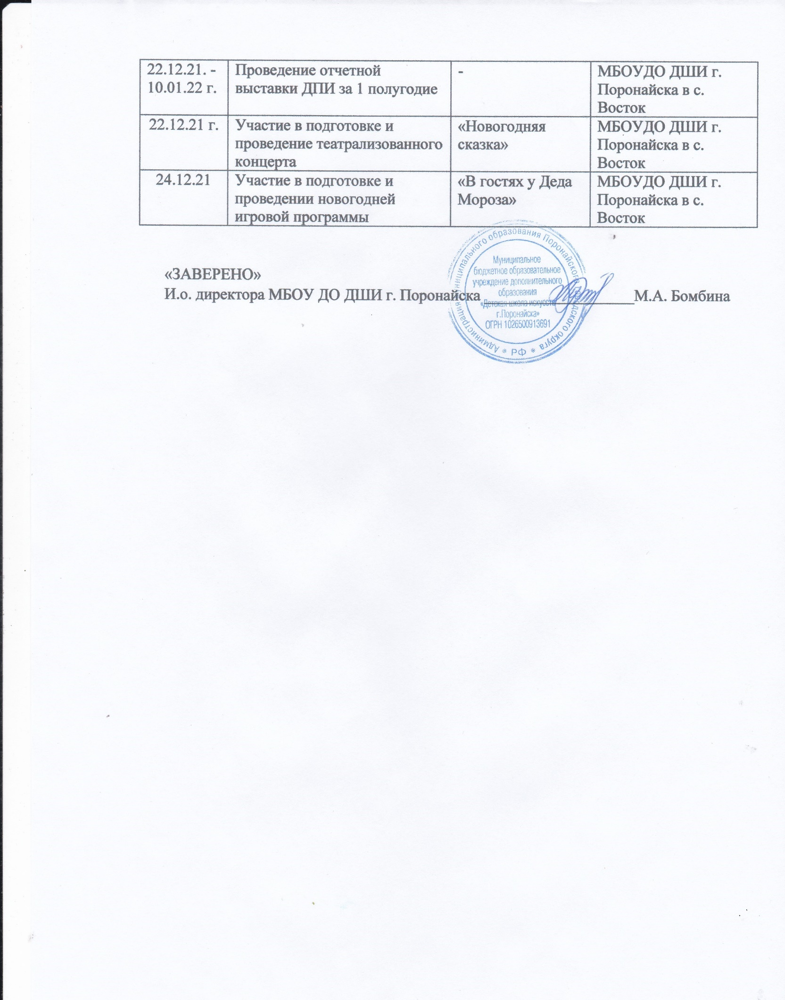 22.12.21. -
10.01.22 г.
Проведение отчетной
выставки ДПИ за 1 полугодие
-
МБОУДО ДШИ г.
Поронайска в с.
Восток
22.12.21 г.
Участие в подготовке и
проведение театрализованного
концерта
«Новогодняя
сказка»
МБОУДО ДШИ г.
Поронайска в с.
Восток
24.12.21
Участие в подготовке и
проведении новогодней
игровой программы
«В гостях у Деда
Мороза»
МБОУДО ДШИ г.
Поронайска в с.
Восток
«ЗАВЕРЕНО»
И.о. директора МБОУ ДО ДШИ г. Поронайска М.А. Бомбина
Администрация муниципального образования Поронайского городского округа * РФ *
Муниципальное
бюджетное образовательное
учреждение дополнительного
образования
«Детская школа искусств
г.Поронайска»
ОГРН 1026500913691